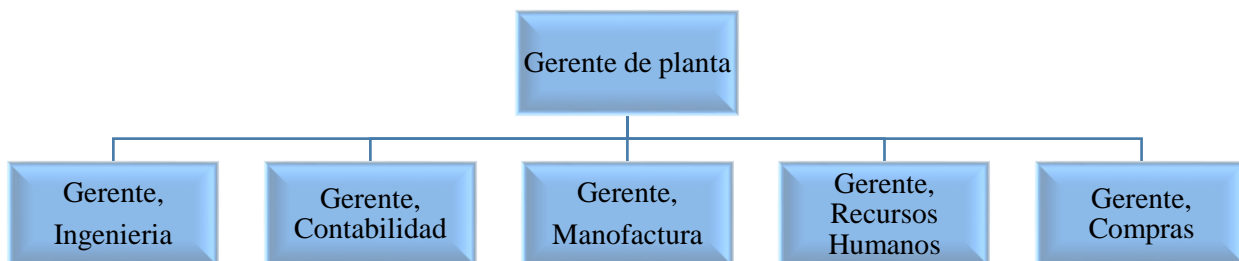 Gerente de planta
Gerente,
Ingenieria
Gerente,
Contabilidad
Gerente,
Manofactura
Gerente,
Recursos
Humanos
Gerente,
Compras